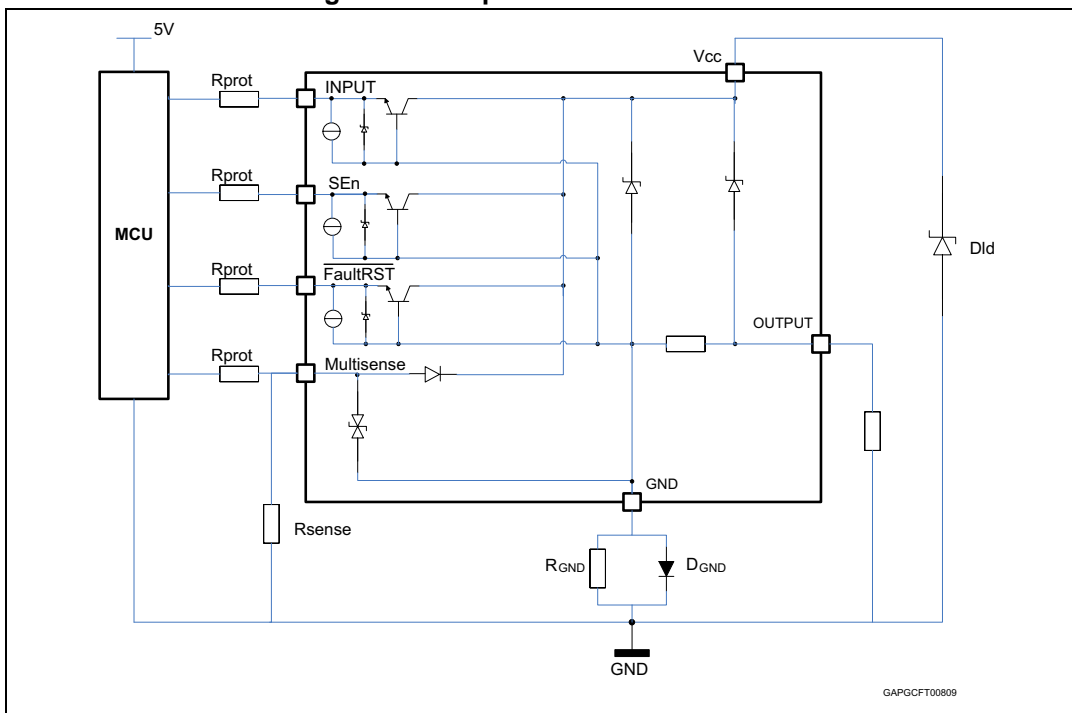 5V
Vcc
Rprot
INPUT
Rprot
SEn
MCU
Dld
Rprot
FaultRST
OUTPUT
Rprot
Multisense
GND
Rsense
RGND
DGND
GND
GAPGCFT00809